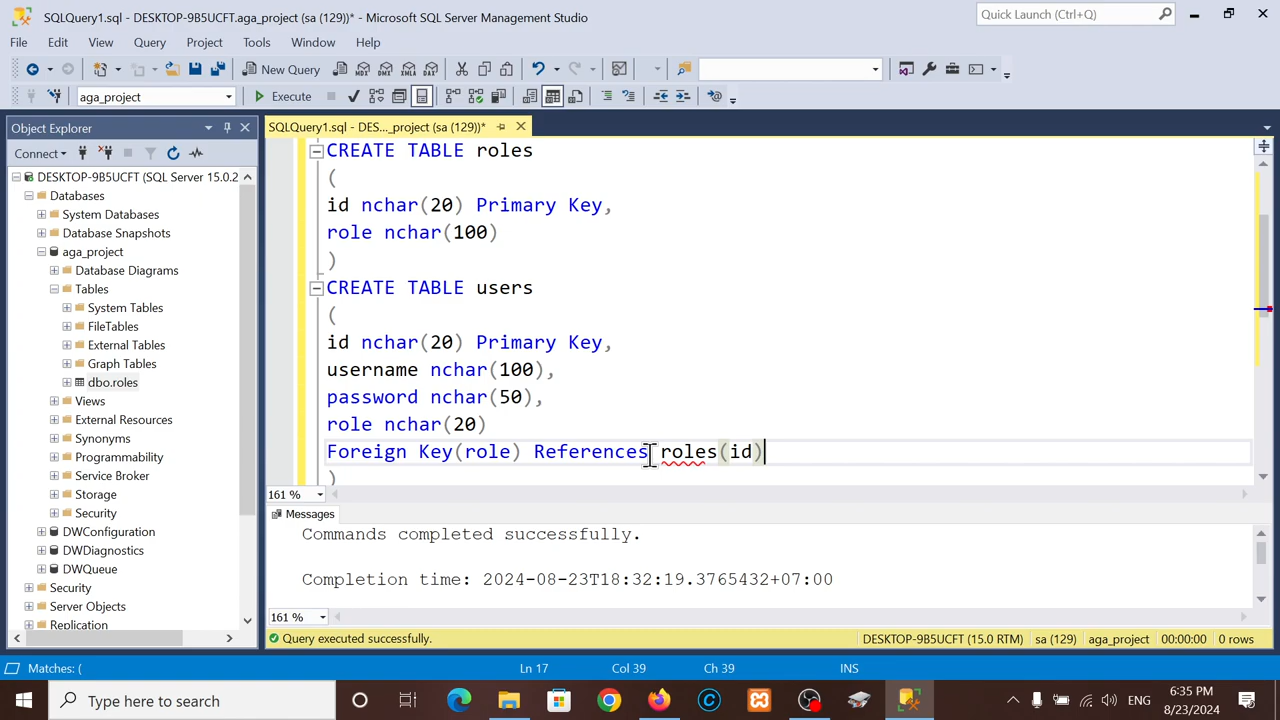 SQLQuery1.sql - DESKTOP-9B5UCFT.aga_project (sa (129))* - Microsoft SQL Server Management Studio
Quick Launch (Ctrl+Q)
File Edit View Query Project Tools Window Help
New Query
MDX DMX XMLA DAX
aga_project
Execute
Object Explorer
SQLQuery1.sql - DES..._project (sa (129))*
Connect
DESKTOP-9B5UCFT (SQL Server 15.0.2
Databases
System Databases
Database Snapshots
aga_project
Database Diagrams
Tables
System Tables
FileTables
External Tables
Graph Tables
dbo.roles
Views
External Resources
Synonyms
Programmability
Service Broker
Storage
Security
DWConfiguration
DWDiagnostics
DWQueue
Security
Server Objects
Replication
CREATE TABLE roles
(
id nchar(20) Primary Key,
role nchar(100)
)
CREATE TABLE users
(
id nchar(20) Primary Key,
username nchar(100),
password nchar(50),
role nchar(20)
Foreign Key(role) References roles(id)
)
161 %
Messages
Commands completed successfully.
Completion time: 2024-08-23T18:32:19.3765432+07:00
161 %
Query executed successfully.
DESKTOP-9B5UCFT (15.0 RTM) sa (129) aga_project 00:00:00 0 rows
Matches: (
Ln 17 Col 39 Ch 39 INS
Type here to search
ENG
6:35 PM
8/23/2024